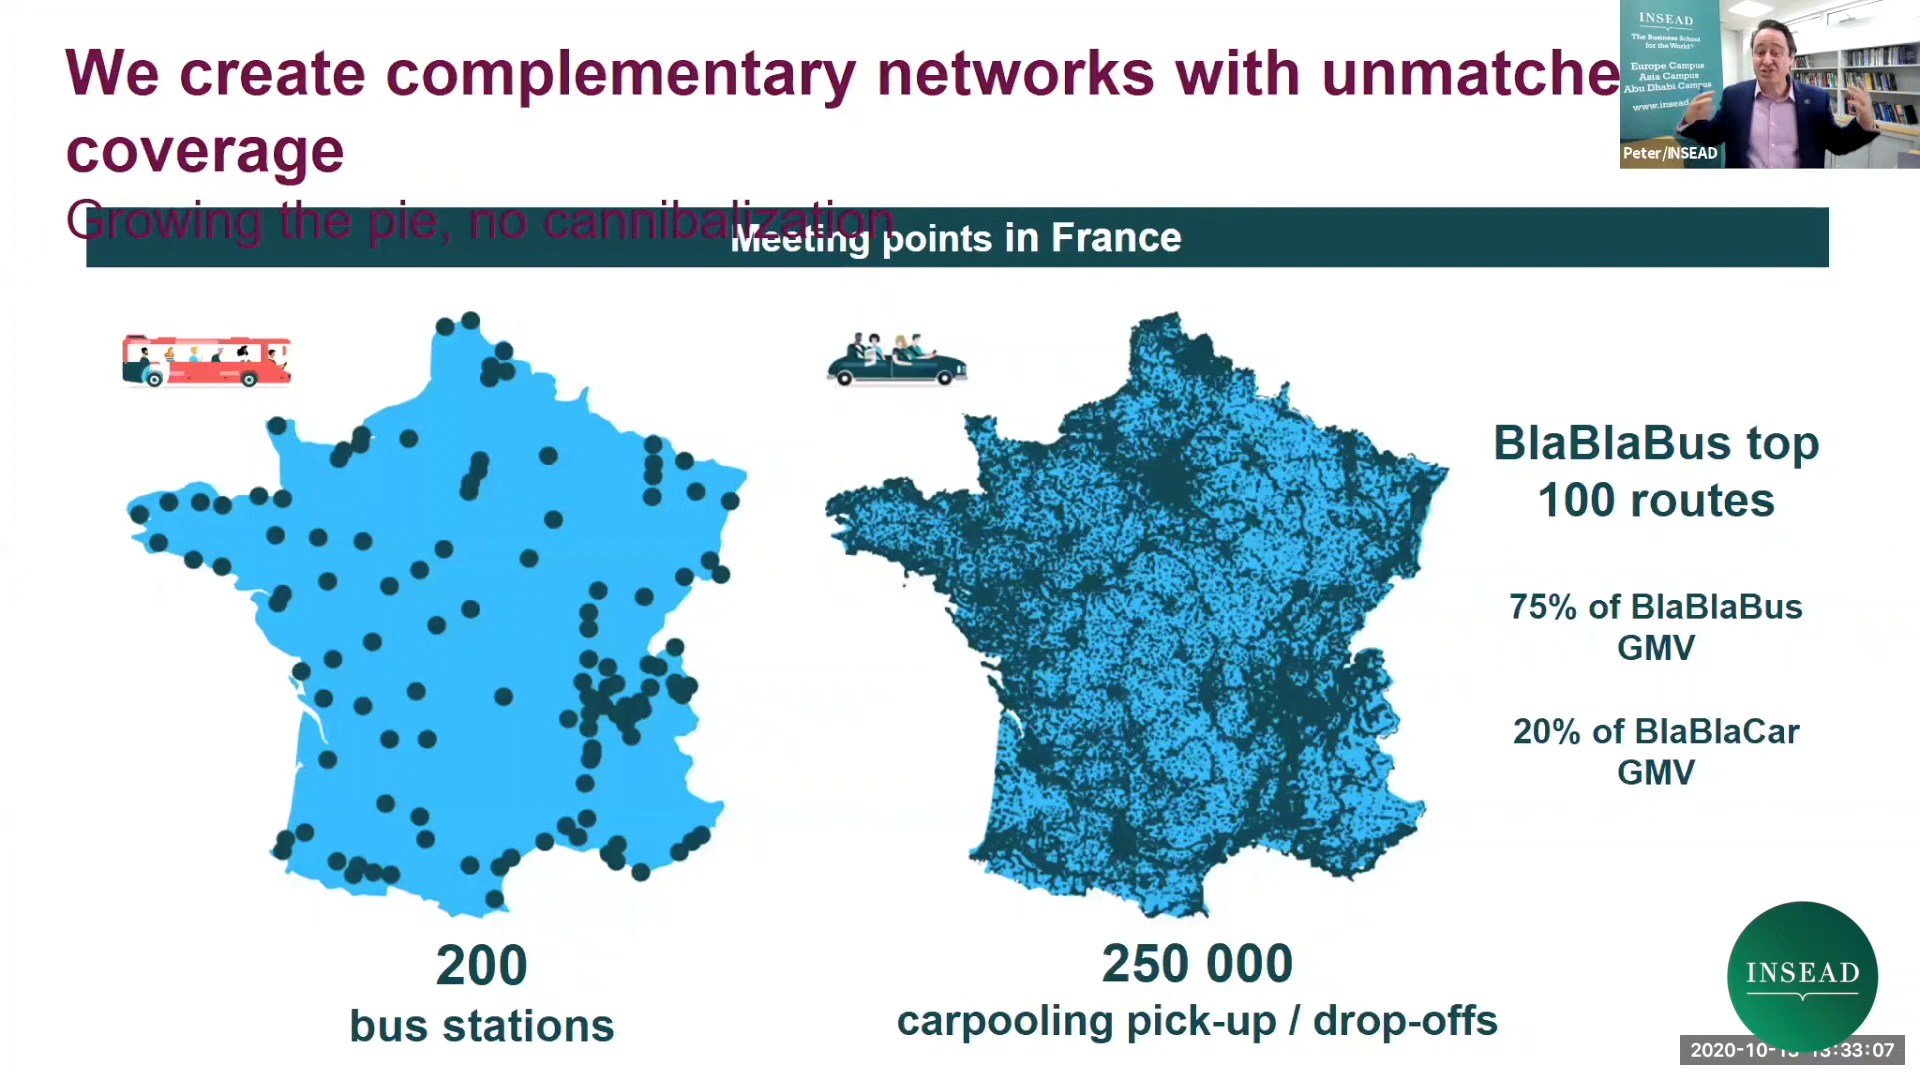 We create complementary networks with unmatche
coverage
Growing the pie, no cannibalization
Meeting points in France
INSEAD
The Business School
for the World®
Europe Campus
Asia Campus
Abu Dhabi Campus
www.insead
Peter/INSEAD
BlaBlaBus top
100 routes
75% of BlaBlaBus
GMV
20% of BlaBlaCar
GMV
200
bus stations
250 000
carpooling pick-up / drop-offs
INSEAD
13:33:07